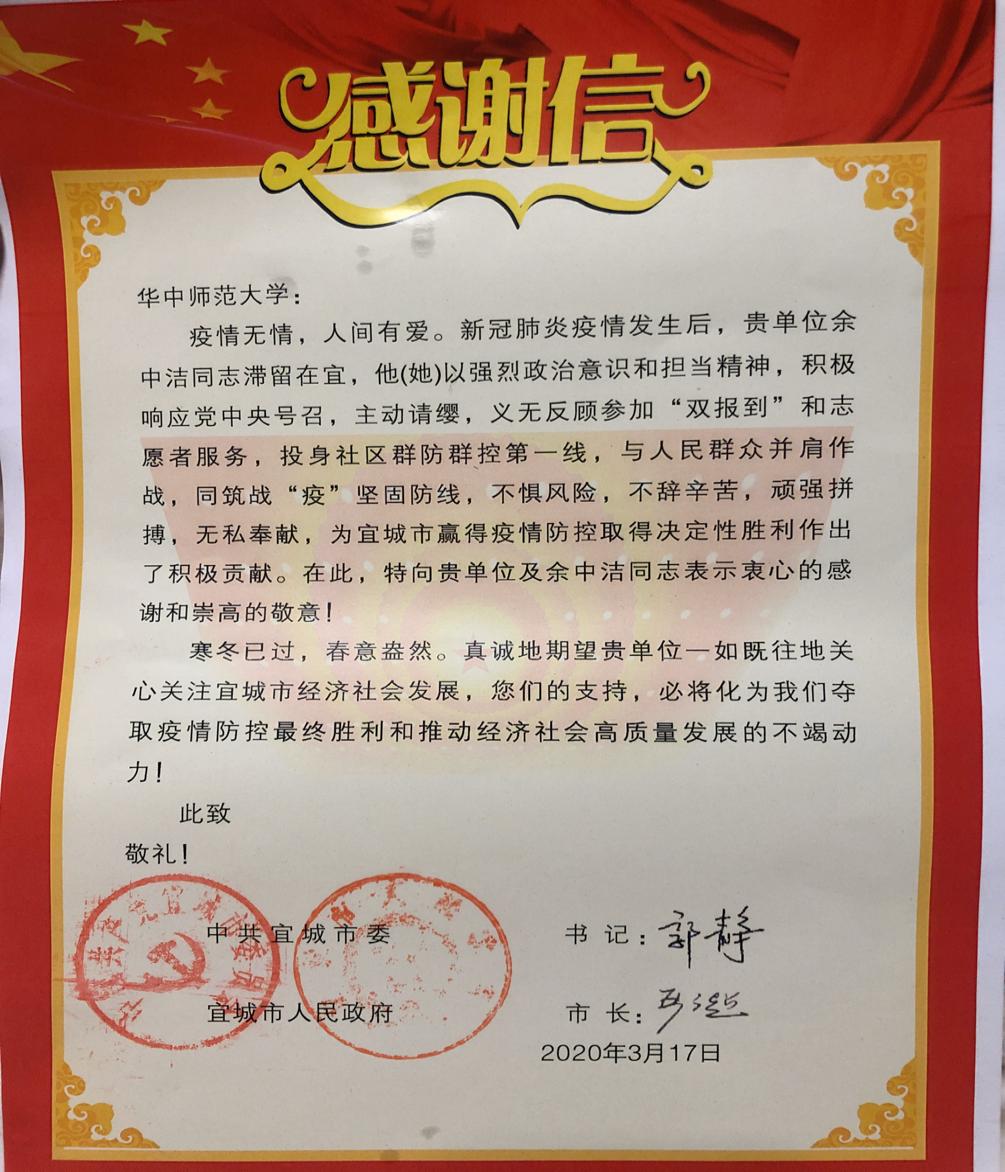 感谢信
华中师范大学：
疫情无情，人间有爱。新冠肺炎疫情发生后，贵单位余
中洁同志滞留在宜，他(她)以强烈政治意识和担当精神，积极
响应党中央号召，主动请缨，义无反顾参加“双报到”和志
愿者服务，投身社区群防群控第一线，与人民群众并肩作
战，同筑战“疫”坚固防线，不惧风险，不辞辛苦，顽强拼
搏，无私奉献，为宜城市赢得疫情防控取得决定性胜利作出
了积极贡献。在此，特向贵单位及余中洁同志表示衷心的感
谢和崇高的敬意！
寒冬已过，春意盎然。真诚地期望贵单位一如既往地关
心关注宜城市经济社会发展，您们的支持，必将化为我们夺
取疫情防控最终胜利和推动经济社会高质量发展的不竭动
力！
此致
敬礼！
中共宜城市委
书 记：郭静
宜城市人民政府
市 长：
2020年3月17日